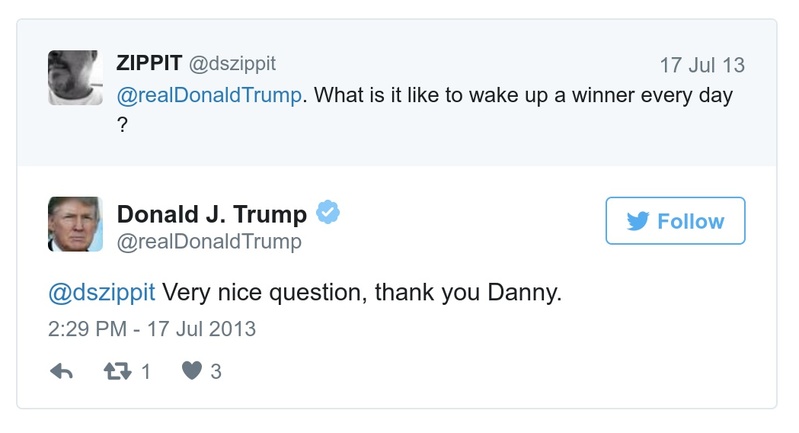 ZIPPIT @dszippit
17 Jul 13
@realDonaldTrump. What is it like to wake up a winner every day
?
Donald J. Trump
@realDonaldTrump
Follow
@dszippit Very nice question, thank you Danny.
2:29 PM - 17 Jul 2013
1 3